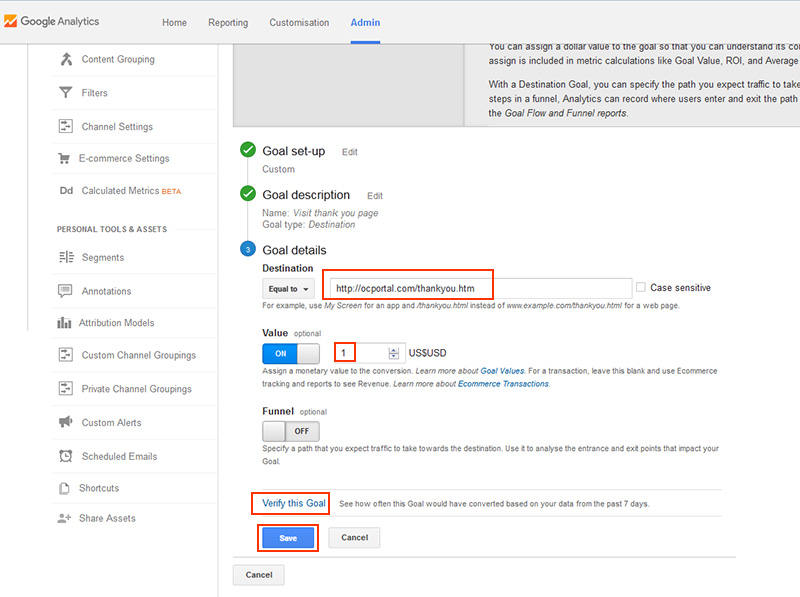 Google Analytics
Home Reporting Customisation Admin
Content Grouping
Filters
Channel Settings
E-commerce Settings
Dd Calculated Metrics BETA
PERSONAL TOOLS & ASSETS
Segments
Annotations
Attribution Models
Custom Channel Groupings
Private Channel Groupings
Custom Alerts
Scheduled Emails
Shortcuts
Share Assets
You can assign a dollar value to the goal so that you can understand its
assign is included in metric calculations like Goal Value, ROI, and Average
With a Destination Goal, you can specify the path you expect traffic to take
steps in a funnel, Analytics can record where users enter and exit the path
the Goal Flow and Funnel reports.
Goal set-up Edit
Custom
Goal description Edit
Name: Visit thank you page
Goal type: Destination
3 Goal details
Destination
Equal to http://ocportal.com/thankyou.htm Case sensitive
For example, use My Screen for an app and /thankyou.html instead of www.example.com/thankyou.html for a web page.
Value optional
ON 1 US$USD
Assign a monetary value to the conversion. Learn more about Goal Values. For a transaction, leave this blank and use Ecommerce
tracking and reports to see Revenue. Learn more about Ecommerce Transactions.
Funnel optional
OFF
Specify a path that you expect traffic to take towards the destination. Use it to analyse the entrance and exit points that impact your
Goal.
Verify this Goal See how often this Goal would have converted based on your data from the past 7 days.
Save Cancel
Cancel